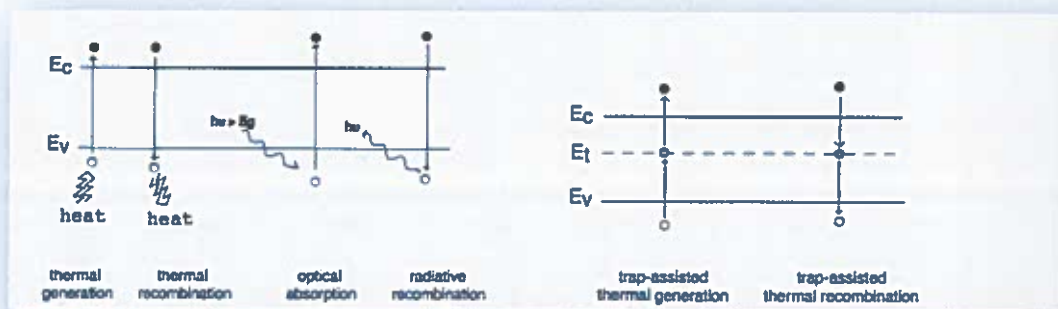 Ec
hν > Eg
hν
Ev
heat
heat
thermal
generation
thermal
recombination
optical
absorption
radiative
recombination
Ec
Et
Ev
trap-assisted
thermal generation
trap-assisted
thermal recombination